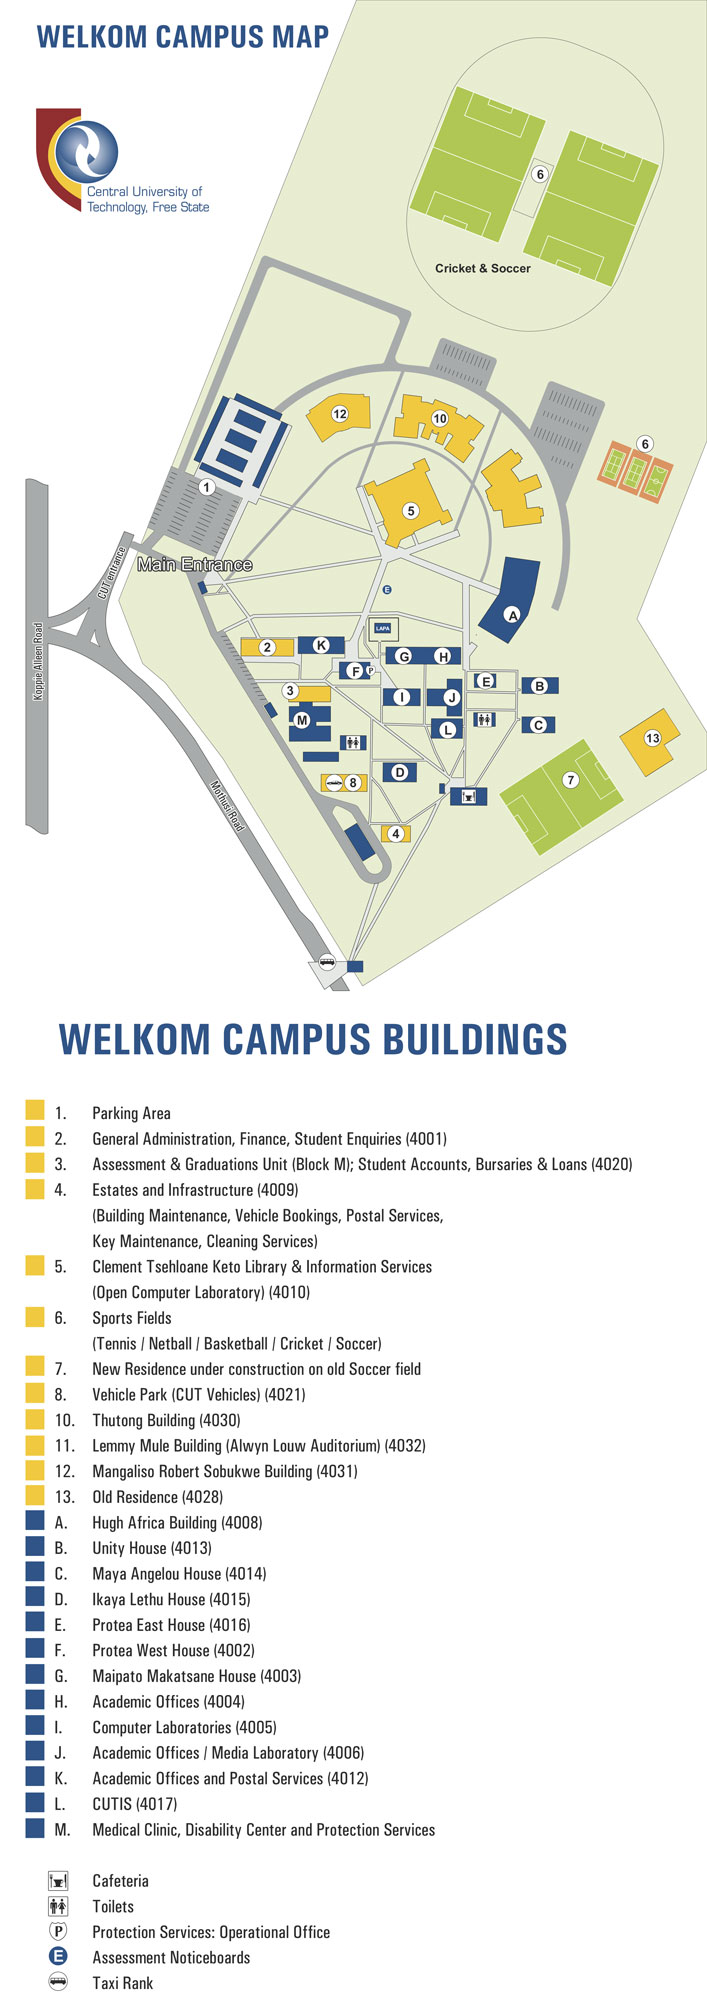 WELKOM CAMPUS MAP
Central University of
Technology, Free State
6
Cricket & Soccer
12
10
6
1
5
Main Entrance
CUT entrance
E
A
LAPA
Koppie Alleen Road
2
K
G
H
F
P
E
B
3
I
J
M
C
L
13
D
8
7
Mothusi Road
4
WELKOM CAMPUS BUILDINGS
1. Parking Area
2. General Administration, Finance, Student Enquiries (4001)
3. Assessment & Graduations Unit (Block M); Student Accounts, Bursaries & Loans (4020)
4. Estates and Infrastructure (4009)
(Building Maintenance, Vehicle Bookings, Postal Services,
Key Maintenance, Cleaning Services)
5. Clement Tsehloane Keto Library & Information Services
(Open Computer Laboratory) (4010)
6. Sports Fields
(Tennis / Netball / Basketball / Cricket / Soccer)
7. New Residence under construction on old Soccer field
8. Vehicle Park (CUT Vehicles) (4021)
10. Thutong Building (4030)
11. Lemmy Mule Building (Alwyn Louw Auditorium) (4032)
12. Mangaliso Robert Sobukwe Building (4031)
13. Old Residence (4028)
A. Hugh Africa Building (4008)
B. Unity House (4013)
C. Maya Angelou House (4014)
D. Ikaya Lethu House (4015)
E. Protea East House (4016)
F. Protea West House (4002)
G. Maipato Makatsane House (4003)
H. Academic Offices (4004)
I. Computer Laboratories (4005)
J. Academic Offices / Media Laboratory (4006)
K. Academic Offices and Postal Services (4012)
L. CUTIS (4017)
M. Medical Clinic, Disability Center and Protection Services
Cafeteria
Toilets
P Protection Services: Operational Office
E Assessment Noticeboards
Taxi Rank